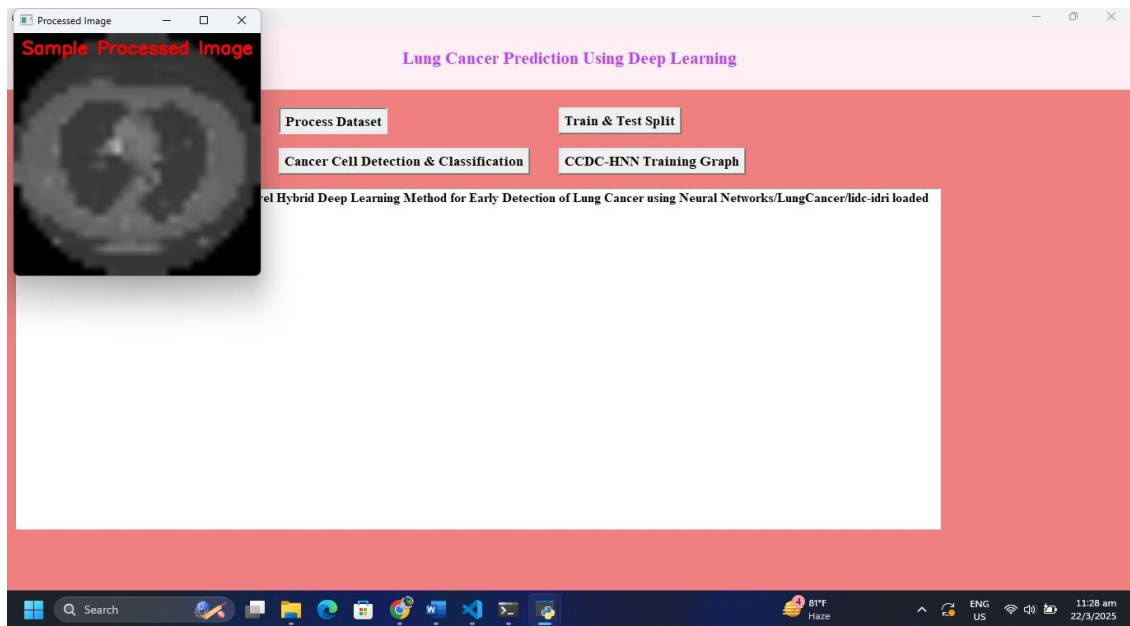 Processed Image
Sample Processed Image
Lung Cancer Prediction Using Deep Learning
Process Dataset
Train & Test Split
Cancer Cell Detection & Classification
CCDC-HNN Training Graph
Hybrid Deep Learning Method for Early Detection of Lung Cancer using Neural Networks/LungCancer/lidc-idri loaded
Search
4
81°F
Haze
ENG
US
11:28 am
22/3/2025